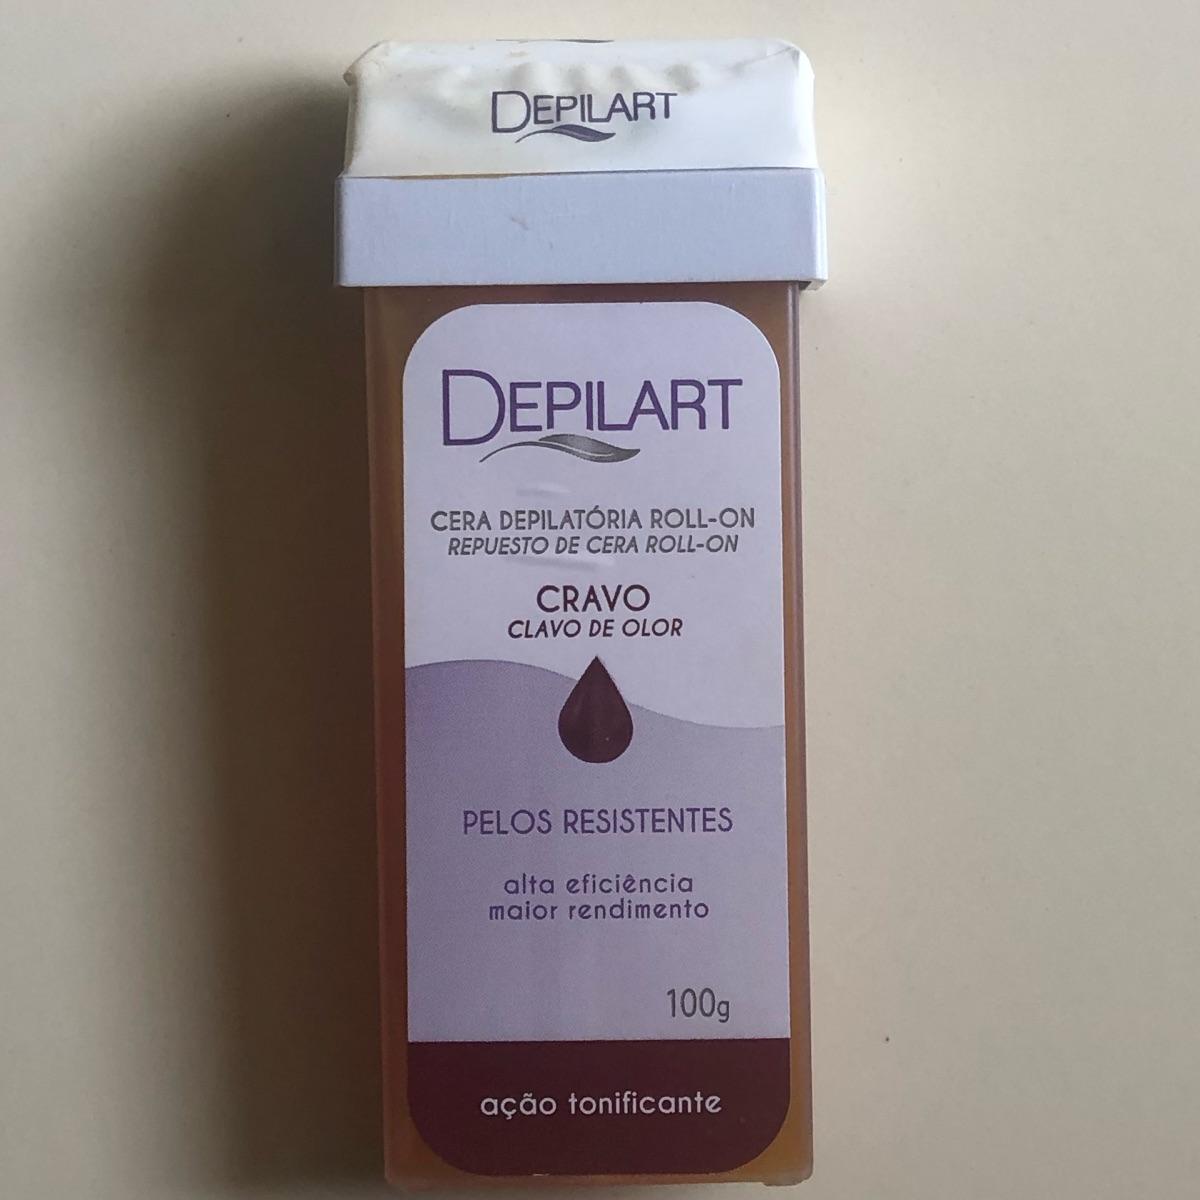 DEPILART
DEPILART
CERA DEPILATÓRIA ROLL-ON
REPUESTO DE CERA ROLL-ON
CRAVO
CLAVO DE OLOR
PELOS RESISTENTES
alta eficiência
maior rendimento
100g
ação tonificante